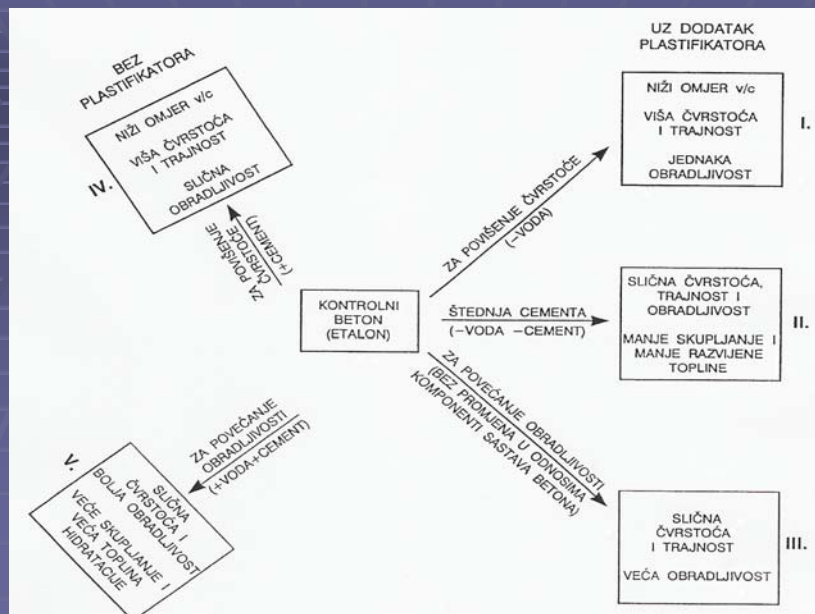 BEZ
PLASTIFIKATORA
NIŽI OMJER v/c
VIŠA ČVRSTOĆA
I TRAJNOST
SLIČNA
OBRADLJIVOST
IV.
ZA POVIŠENJE
ČVRSTOĆE
(+CEMENT)
UZ DODATAK
PLASTIFIKATORA
NIŽI OMJER v/c
VIŠA ČVRSTOĆA
I TRAJNOST
JEDNAKA
OBRADLJIVOST
I.
ZA POVIŠENJE ČVRSTOĆE
(–VODA)
KONTROLNI
BETON
(ETALON)
ŠTEDNJA CEMENTA
(–VODA –CEMENT)
SLIČNA ČVRSTOĆA,
TRAJNOST I
OBRADLJIVOST
MANJE SKUPLJANJE I
MANJE RAZVIJENE
TOPLINE
II.
ZA POVEĆANJE OBRADLJIVOSTI
(BEZ PROMJENA U ODNOSIMA
KOMPONENTI SASTAVA BETONA)
SLIČNA
ČVRSTOĆA
I TRAJNOST
VEĆA OBRADLJIVOST
III.
ZA POVEĆANJE
OBRADLJIVOSTI
(+VODA+CEMENT)
V.
SLIČNA
ČVRSTOĆA I
BOLJA OBRADLJIVOST
VEĆE SKUPLJANJE I
VEĆA TOPLINA
HIDRATACIJE